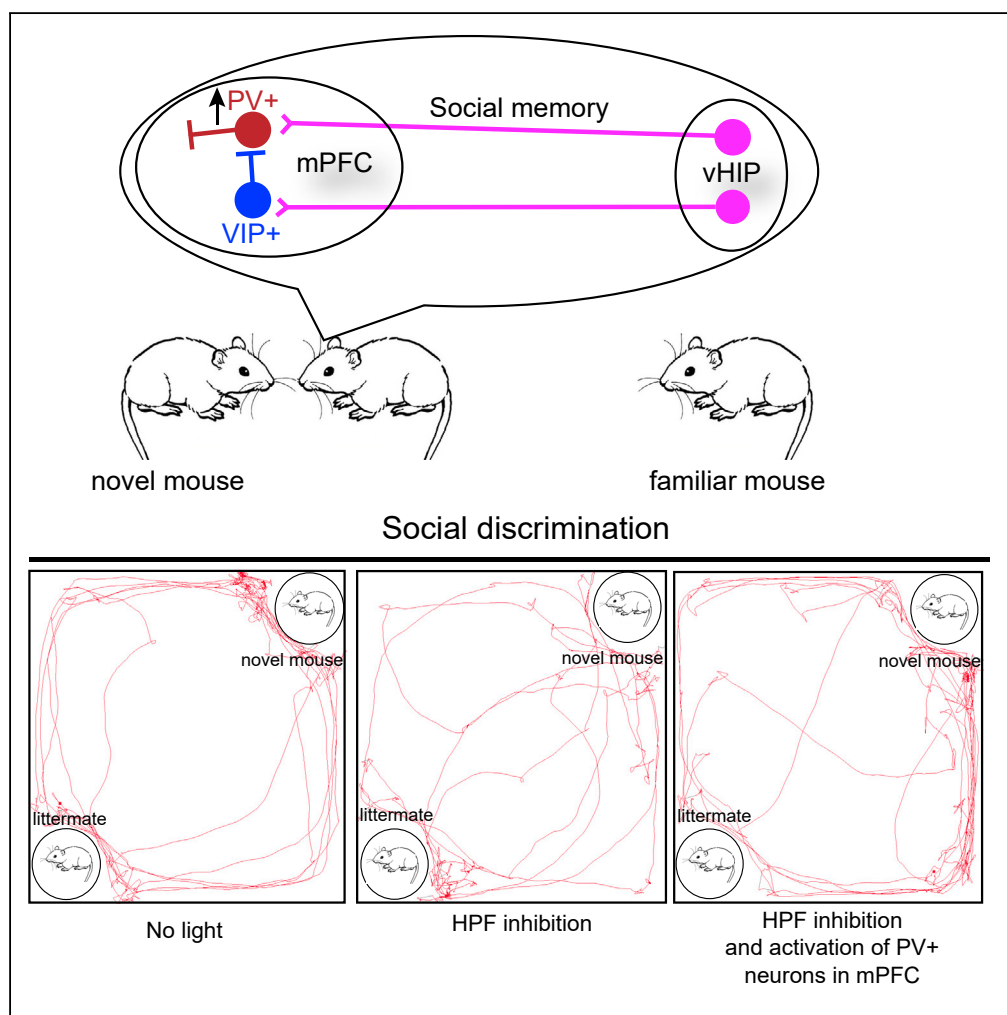 PV+
Social memory
mPFC
vHIP
VIP+
novel mouse
familiar mouse
Social discrimination
novel mouse
littermate
novel mouse
littermate
novel mouse
littermate
No light
HPF inhibition
HPF inhibition
and activation of PV+
neurons in mPFC